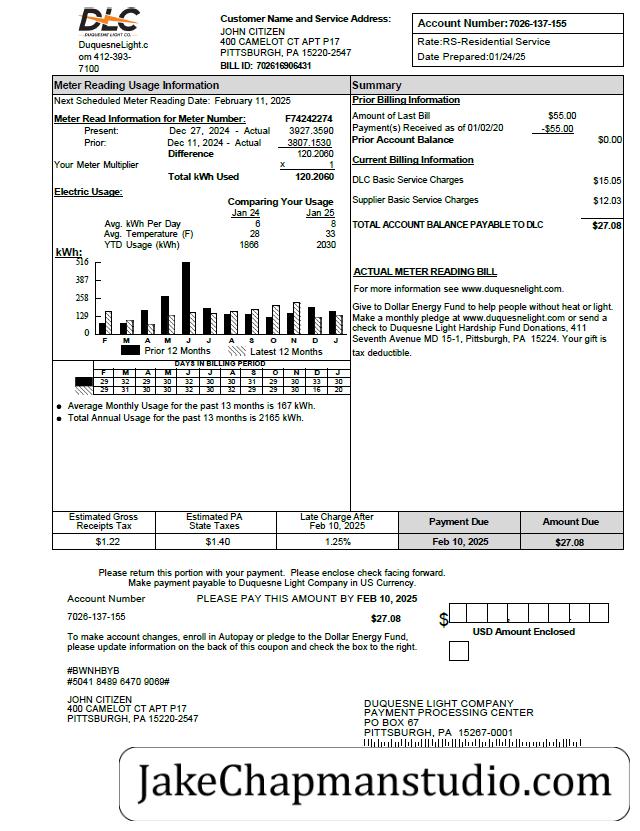 DLC
DUQUESNE LIGHT CO.
DuquesneLight.c
om 412-393-
7100
Customer Name and Service Address:
JOHN CITIZEN
400 CAMELOT CT APT P17
PITTSBURGH, PA 15220-2547
BILL ID: 702616906431
Account Number: 7026-137-155
Rate:RS-Residential Service
Date Prepared:01/24/25
Meter Reading Usage Information
Next Scheduled Meter Reading Date: February 11, 2025
Meter Read Information for Meter Number: F74242274
Present: Dec 27, 2024 - Actual 3927.3590
Prior: Dec 11, 2024 - Actual 3807.1530
Difference 120.2060
Your Meter Multiplier x 1
Total kWh Used 120.2060
Electric Usage:
Comparing Your Usage
Jan 24 Jan 25
Avg. kWh Per Day 6 8
Avg. Temperature (F) 28 33
YTD Usage (kWh) 1866 2030
kWh:
516
387
258
129
0
F M A M J J A S O N D J
Prior 12 Months Latest 12 Months
DAYS IN BILLING PERIOD
F M A M J J A S O N D J
29 32 29 30 32 30 30 31 29 30 33 30
29 31 30 30 32 30 32 29 29 30 16 20
• Average Monthly Usage for the past 13 months is 167 kWh.
• Total Annual Usage for the past 13 months is 2165 kWh.
Summary
Prior Billing Information
Amount of Last Bill $55.00
Payment(s) Received as of 01/02/20 -$55.00
Prior Account Balance $0.00
Current Billing Information
DLC Basic Service Charges $15.05
Supplier Basic Service Charges $12.03
TOTAL ACCOUNT BALANCE PAYABLE TO DLC $27.08
ACTUAL METER READING BILL
For more information see www.duquesnelight.com.
Give to Dollar Energy Fund to help people without heat or light.
Make a monthly pledge at www.duquesnelight.com or send a
check to Duquesne Light Hardship Fund Donations, 411
Seventh Avenue MD 15-1, Pittsburgh, PA 15224. Your gift is
tax deductible.
Estimated Gross Receipts Tax
Estimated PA State Taxes
Late Charge After Feb 10, 2025
Payment Due
Amount Due
$1.22 $1.40 1.25% Feb 10, 2025 $27.08
Please return this portion with your payment. Please enclose check facing forward.
Make payment payable to Duquesne Light Company in US Currency.
Account Number PLEASE PAY THIS AMOUNT BY FEB 10, 2025
7026-137-155 $27.08 $
USD Amount Enclosed
To make account changes, enroll in Autopay or pledge to the Dollar Energy Fund,
please update information on the back of this coupon and check the box to the right.
#BWNHBYB
#5041 8489 6470 9069#
JOHN CITIZEN
400 CAMELOT CT APT P17
PITTSBURGH, PA 15220-2547
DUQUESNE LIGHT COMPANY
PAYMENT PROCESSING CENTER
PO BOX 67
PITTSBURGH, PA 15267-0001
JakeChapmanstudio.com